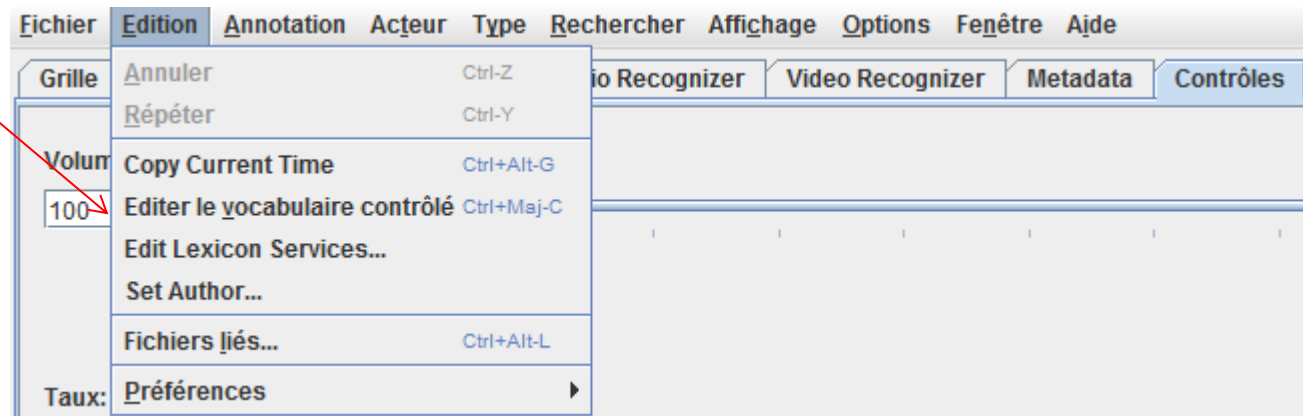 Fichier Edition Annotation Acteur Type Rechercher Affichage Options Fenêtre Aide
Grille io Recognizer Video Recognizer Metadata Contrôles
Annuler Ctrl-Z
Répéter Ctrl-Y
Volum
Copy Current Time Ctrl+Alt-G
100
Editer le vocabulaire contrôlé Ctrl+Maj-C
Edit Lexicon Services...
Set Author...
Fichiers liés... Ctrl+Alt-L
Taux: Préférences